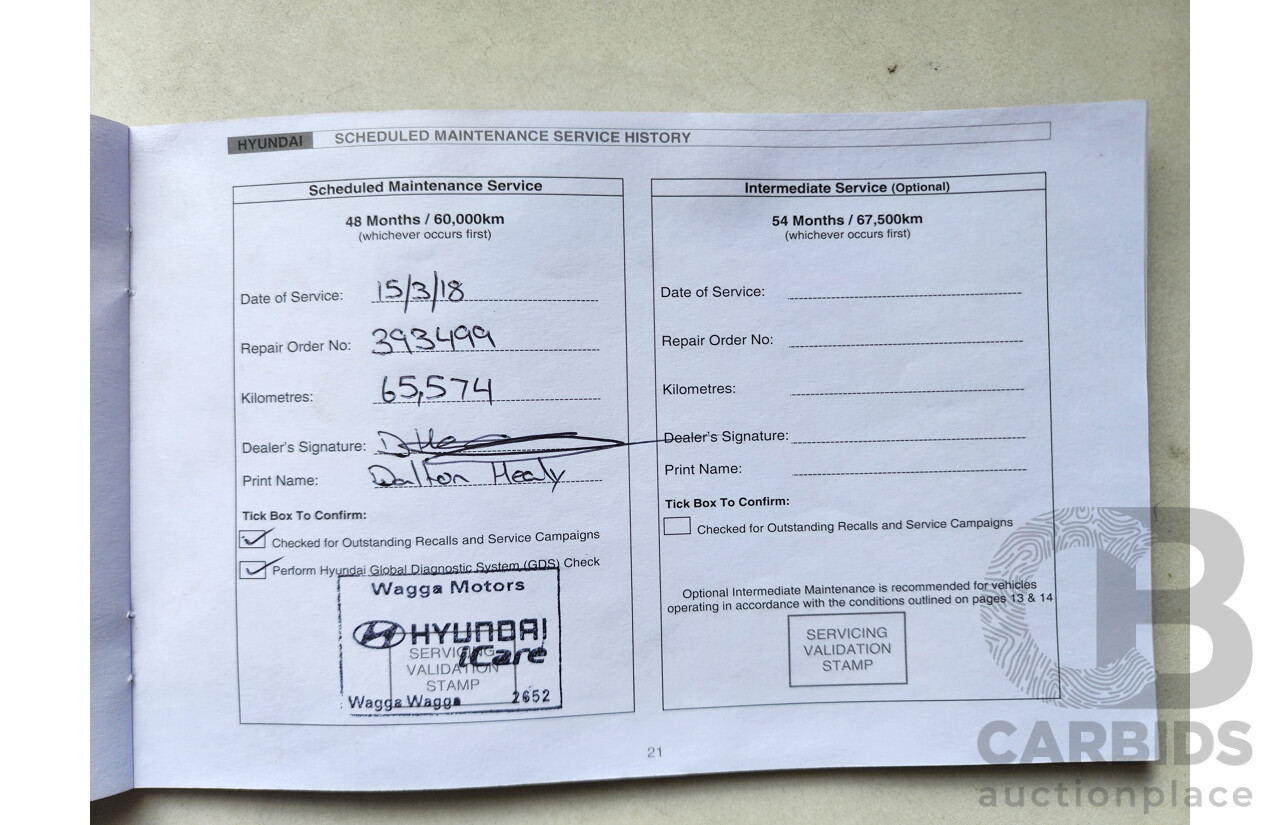 HYUNDAI SCHEDULED MAINTENANCE SERVICE HISTORY
Scheduled Maintenance Service
48 Months / 60,000km
(whichever occurs first)
Date of Service: 15/3/18
Repair Order No: 393499
Kilometres: 65,574
Dealer's Signature:
Print Name: Dalton Healy
Tick Box To Confirm:
Checked for Outstanding Recalls and Service Campaigns
Perform Hyundai Global Diagnostic System (GDS) Check
Wagga Motors
HYUNDAI
iCare
SERVICING
VALIDATION
STAMP
Wagga Wagga 2652
Intermediate Service (Optional)
54 Months / 67,500km
(whichever occurs first)
Date of Service:
Repair Order No:
Kilometres:
Dealer's Signature:
Print Name:
Tick Box To Confirm:
Checked for Outstanding Recalls and Service Campaigns
Optional Intermediate Maintenance is recommended for vehicles
operating in accordance with the conditions outlined on pages 13 & 14
SERVICING
VALIDATION
STAMP
21
CB
CARBIDS
auctionplace